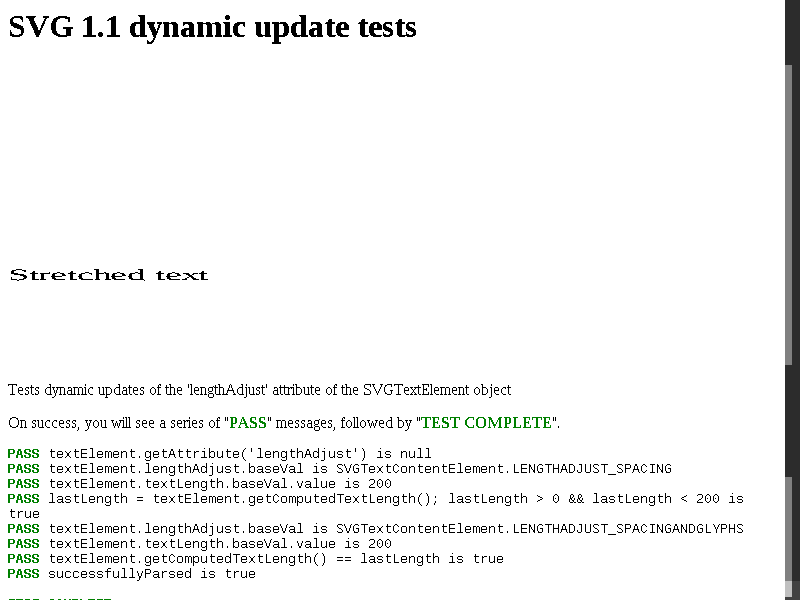 SVG 1.1 dynamic update tests
Stretched text
Tests dynamic updates of the 'lengthAdjust' attribute of the SVGTextElement object
On success, you will see a series of "PASS" messages, followed by "TEST COMPLETE".
PASS textElement.getAttribute('lengthAdjust') is null
PASS textElement.lengthAdjust.baseVal is SVGTextContentElement.LENGTHADJUST_SPACING
PASS textElement.textLength.baseVal.value is 200
PASS lastLength = textElement.getComputedTextLength(); lastLength > 0 && lastLength < 200 is
true
PASS textElement.lengthAdjust.baseVal is SVGTextContentElement.LENGTHADJUST_SPACINGANDGLYPHS
PASS textElement.textLength.baseVal.value is 200
PASS textElement.getComputedTextLength() == lastLength is true
PASS successfullyParsed is true